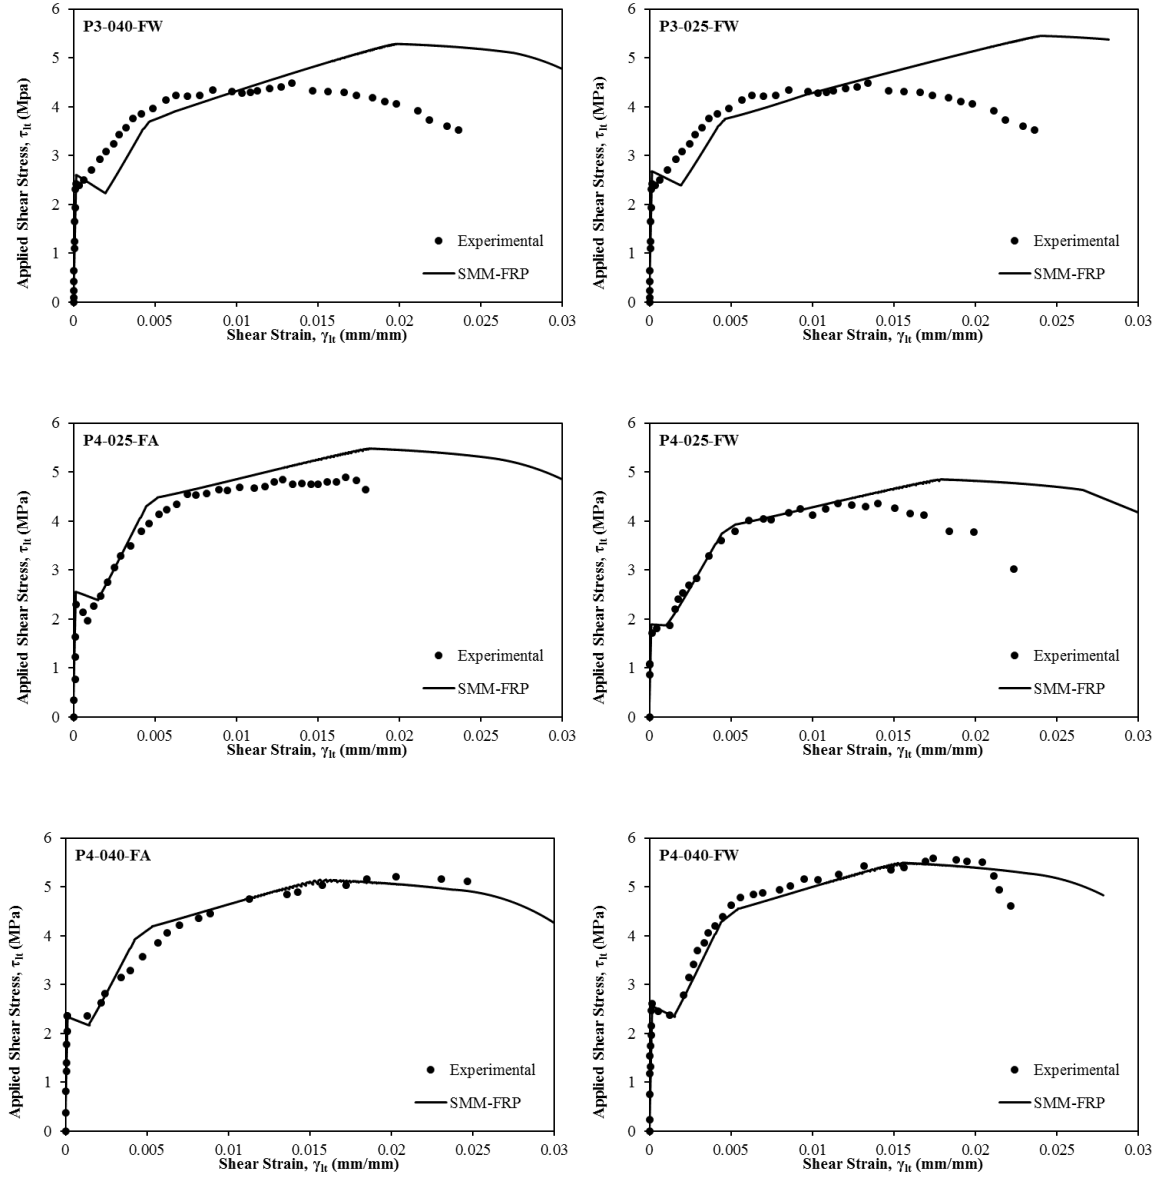 P3-040-FW
Applied Shear Stress, τlt (Mpa)
6
5
4
3
2
1
0
Experimental
SMM-FRP
0 0.005 0.01 0.015 0.02 0.025 0.03
Shear Strain, γlt (mm/mm)
P3-025-FW
Applied Shear Stress, τlt (MPa)
6
5
4
3
2
1
0
Experimental
SMM-FRP
0 0.005 0.01 0.015 0.02 0.025 0.03
Shear Strain, γlt (mm/mm)
P4-025-FA
Applied Shear Stress, τlt (MPa)
6
5
4
3
2
1
0
Experimental
SMM-FRP
0 0.005 0.01 0.015 0.02 0.025 0.03
Shear Strain, γlt (mm/mm)
P4-025-FW
Applied Shear Stress, τlt (MPa)
6
5
4
3
2
1
0
Experimental
SMM-FRP
0 0.005 0.01 0.015 0.02 0.025 0.03
Shear Strain, γlt (mm/mm)
P4-040-FA
Applied Shear Stress, τlt (MPa)
6
5
4
3
2
1
0
Experimental
SMM-FRP
0 0.005 0.01 0.015 0.02 0.025 0.03
Shear Strain, γlt (mm/mm)
P4-040-FW
Applied Shear Stress, τlt (MPa)
6
5
4
3
2
1
0
Experimental
SMM-FRP
0 0.005 0.01 0.015 0.02 0.025 0.03
Shear Strain, γlt (mm/mm)